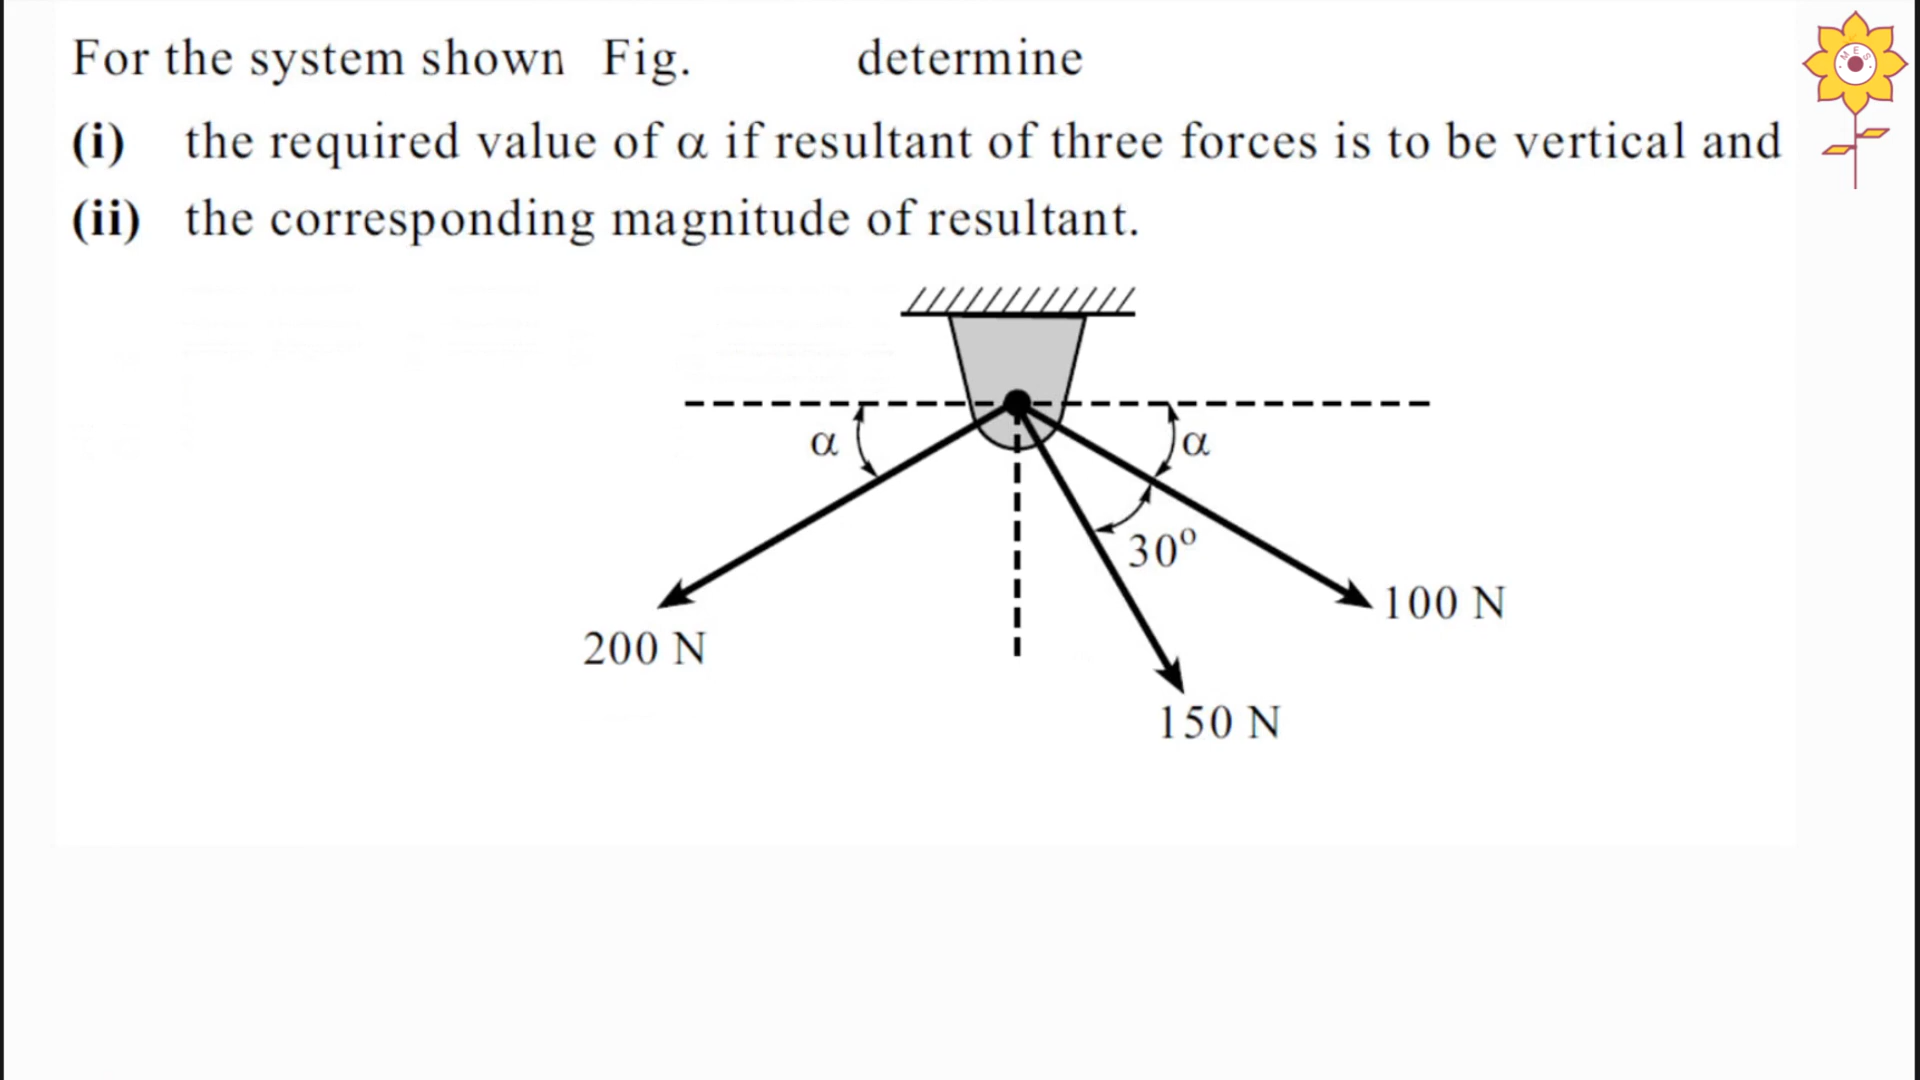 For the system shown Fig. determine
(i) the required value of α if resultant of three forces is to be vertical and
(ii) the corresponding magnitude of resultant.
α
α
30º
100 N
200 N
150 N
M E S